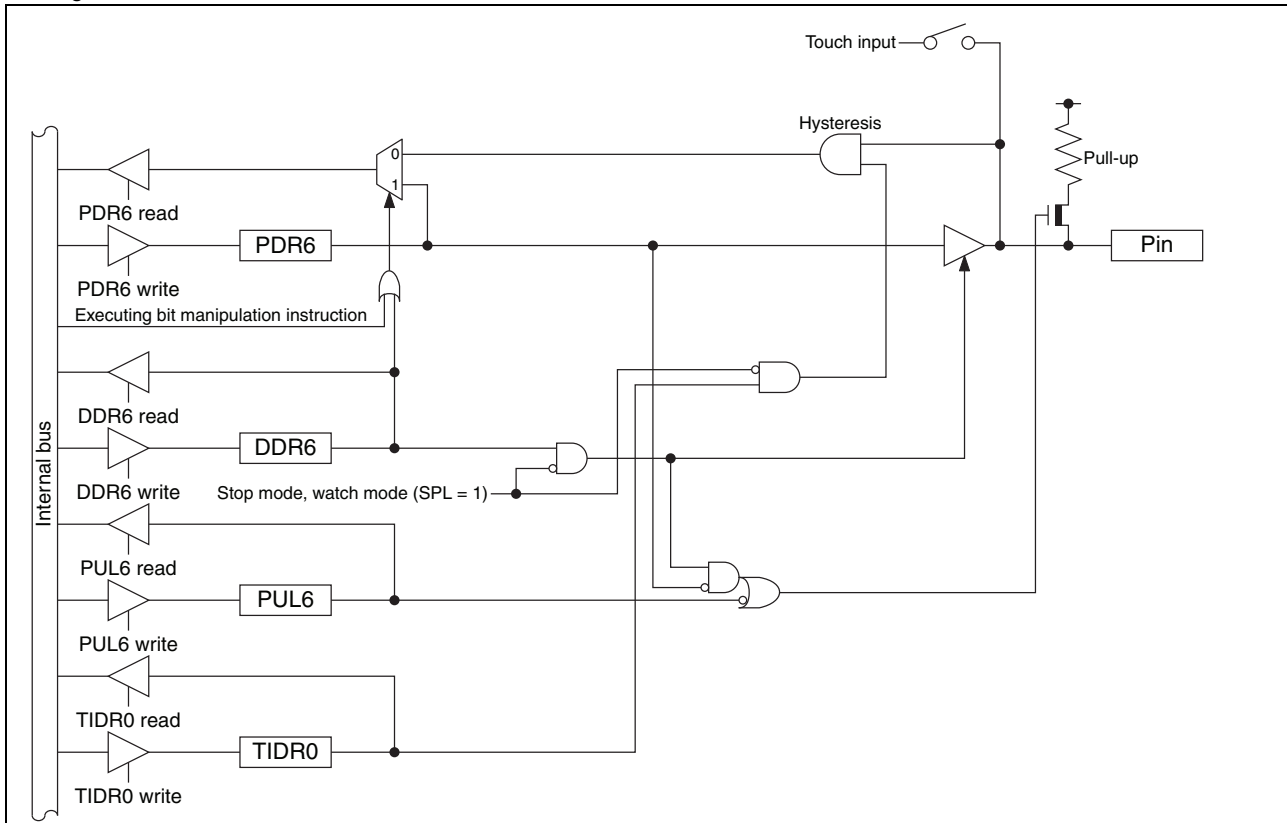 Touch input
Hysteresis
0
Pull-up
1
PDR6 read
PDR6
Pin
PDR6 write
Executing bit manipulation instruction
DDR6 read
Internal bus
DDR6
DDR6 write
Stop mode, watch mode (SPL = 1)
PUL6 read
PUL6
PUL6 write
TIDR0 read
TIDR0
TIDR0 write